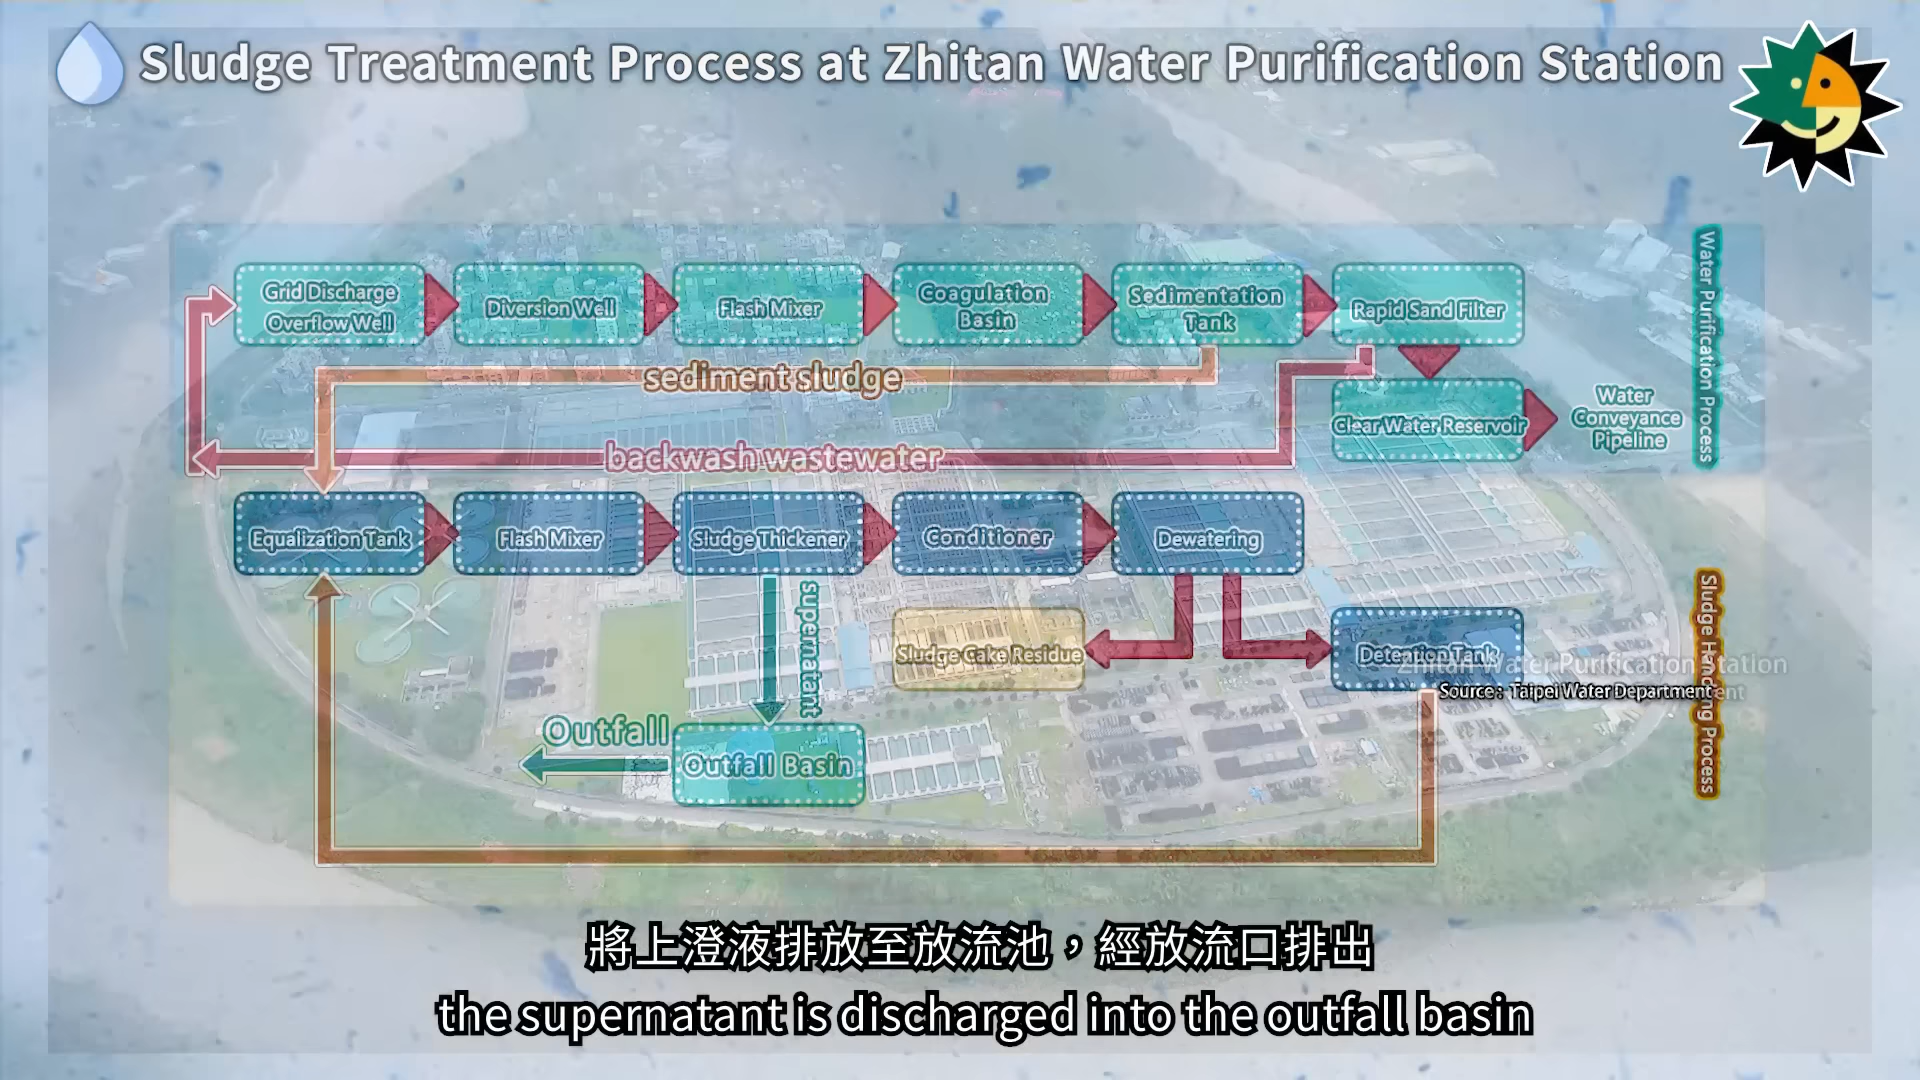 Sludge Treatment Process at Zhitan Water Purification Station
Grid Discharge
Overflow Well
Diversion Well
Flash Mixer
Coagulation
Basin
Sedimentation
Tank
Rapid Sand Filter
Water Purification Process
sediment sludge
Clear Water Reservoir
Water
Conveyance
Pipeline
backwash wastewater
Equalization Tank
Flash Mixer
Sludge Thickener
Conditioner
Dewatering
supernatant
Sludge Cake Residue
Detention Tank
Sludge Handling Process
Zhitan Water Purification Station
Source: Taipei Water Department
Outfall
Outfall Basin
將上澄液排放至放流池，經放流口排出
the supernatant is discharged into the outfall basin